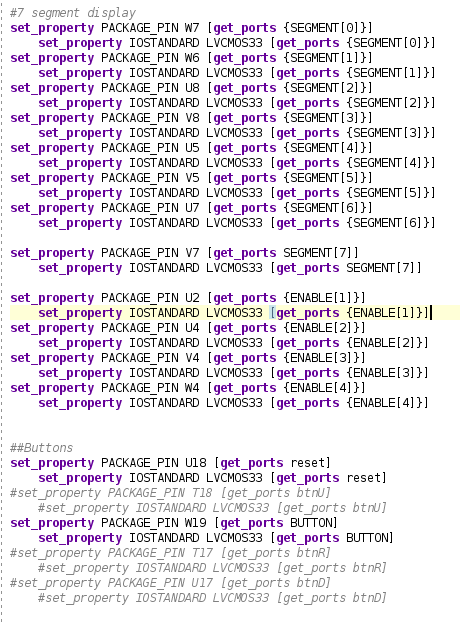 #7 segment display
set_property PACKAGE_PIN W7 [get_ports {SEGMENT[0]}]
    set_property IOSTANDARD LVCMOS33 [get_ports {SEGMENT[0]}]
set_property PACKAGE_PIN W6 [get_ports {SEGMENT[1]}]
    set_property IOSTANDARD LVCMOS33 [get_ports {SEGMENT[1]}]
set_property PACKAGE_PIN U8 [get_ports {SEGMENT[2]}]
    set_property IOSTANDARD LVCMOS33 [get_ports {SEGMENT[2]}]
set_property PACKAGE_PIN V8 [get_ports {SEGMENT[3]}]
    set_property IOSTANDARD LVCMOS33 [get_ports {SEGMENT[3]}]
set_property PACKAGE_PIN U5 [get_ports {SEGMENT[4]}]
    set_property IOSTANDARD LVCMOS33 [get_ports {SEGMENT[4]}]
set_property PACKAGE_PIN V5 [get_ports {SEGMENT[5]}]
    set_property IOSTANDARD LVCMOS33 [get_ports {SEGMENT[5]}]
set_property PACKAGE_PIN U7 [get_ports {SEGMENT[6]}]
    set_property IOSTANDARD LVCMOS33 [get_ports {SEGMENT[6]}]

set_property PACKAGE_PIN V7 [get_ports SEGMENT[7]]
    set_property IOSTANDARD LVCMOS33 [get_ports SEGMENT[7]]

set_property PACKAGE_PIN U2 [get_ports {ENABLE[1]}]
    set_property IOSTANDARD LVCMOS33 [get_ports {ENABLE[1]}]
set_property PACKAGE_PIN U4 [get_ports {ENABLE[2]}]
    set_property IOSTANDARD LVCMOS33 [get_ports {ENABLE[2]}]
set_property PACKAGE_PIN V4 [get_ports {ENABLE[3]}]
    set_property IOSTANDARD LVCMOS33 [get_ports {ENABLE[3]}]
set_property PACKAGE_PIN W4 [get_ports {ENABLE[4]}]
    set_property IOSTANDARD LVCMOS33 [get_ports {ENABLE[4]}]


##Buttons
set_property PACKAGE_PIN U18 [get_ports reset]
    set_property IOSTANDARD LVCMOS33 [get_ports reset]
#set_property PACKAGE_PIN T18 [get_ports btnU]
    #set_property IOSTANDARD LVCMOS33 [get_ports btnU]
set_property PACKAGE_PIN W19 [get_ports BUTTON]
    set_property IOSTANDARD LVCMOS33 [get_ports BUTTON]
#set_property PACKAGE_PIN T17 [get_ports btnR]
    #set_property IOSTANDARD LVCMOS33 [get_ports btnR]
#set_property PACKAGE_PIN U17 [get_ports btnD]
    #set_property IOSTANDARD LVCMOS33 [get_ports btnD]